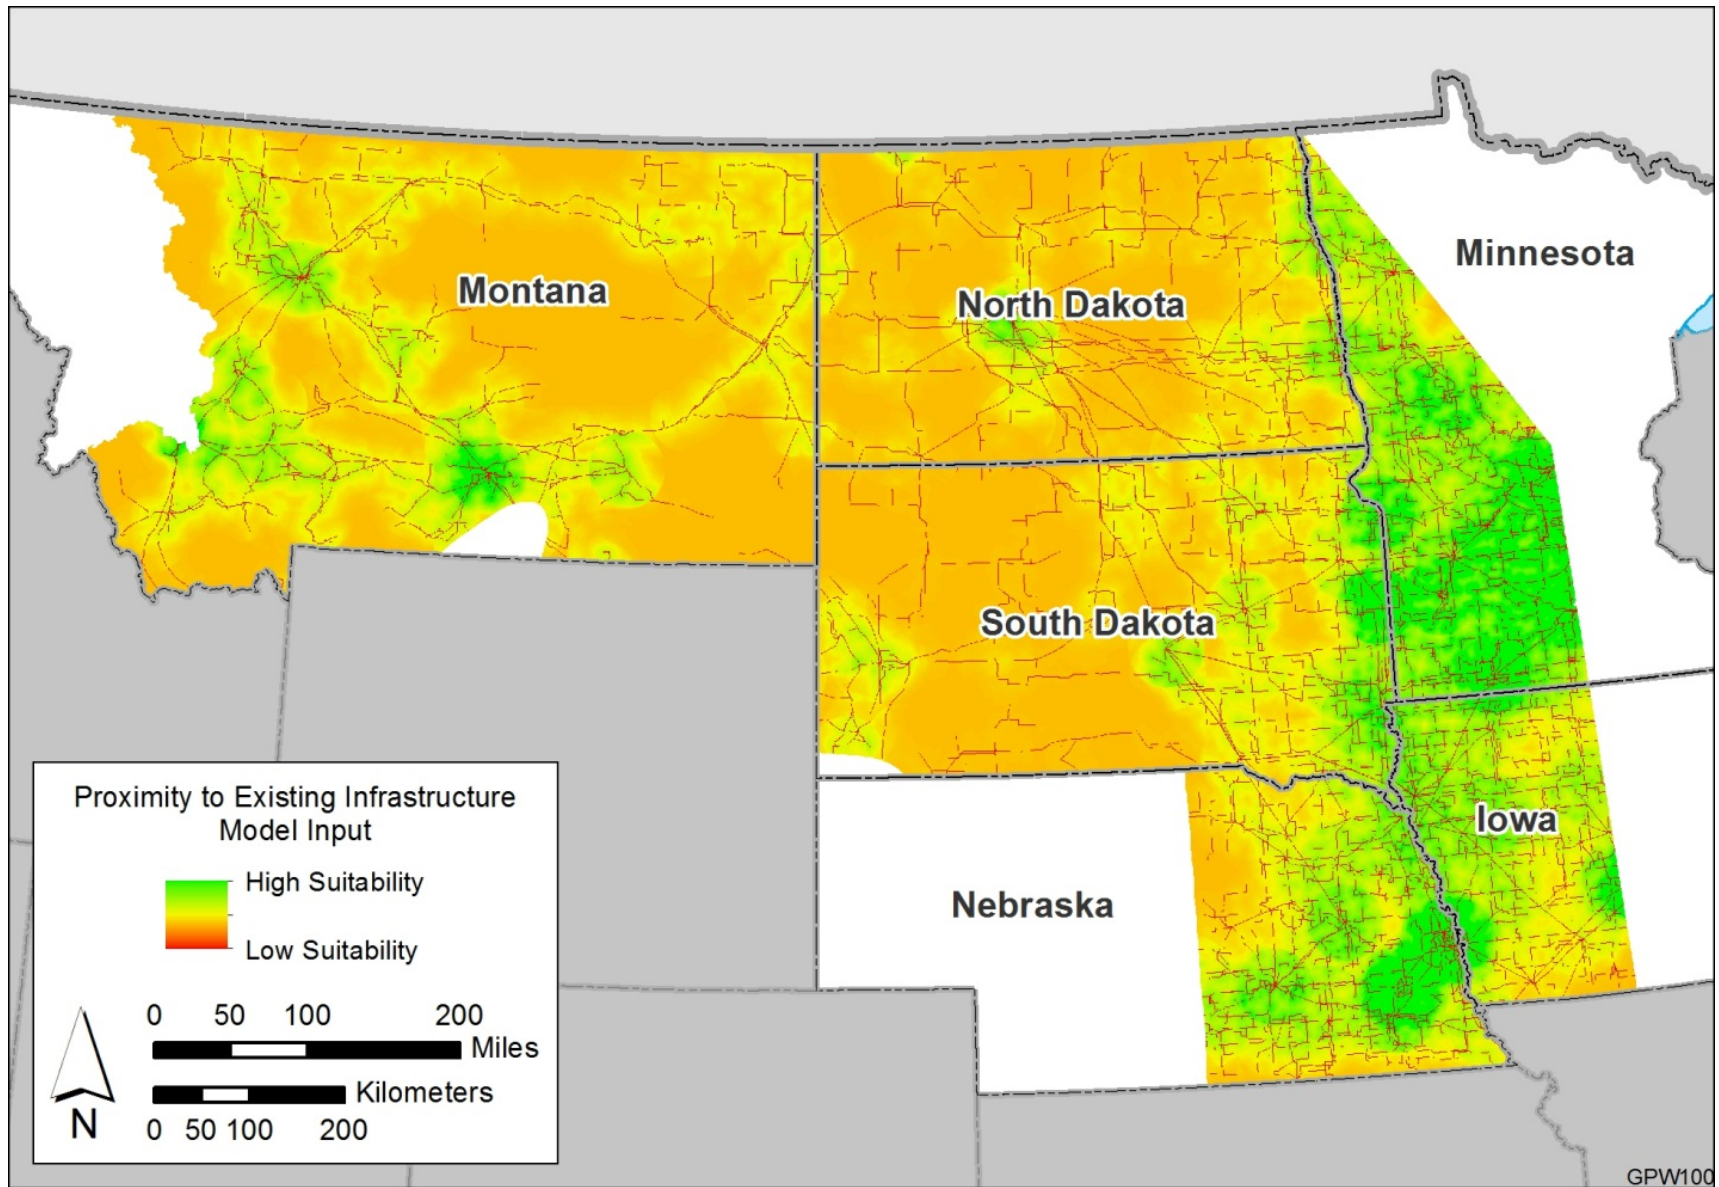 Minnesota
Montana
North Dakota
South Dakota
Iowa
Nebraska
Proximity to Existing Infrastructure
Model Input
High Suitability
Low Suitability
0 50 100 200
Miles
Kilometers
0 50 100 200
N
GPW100